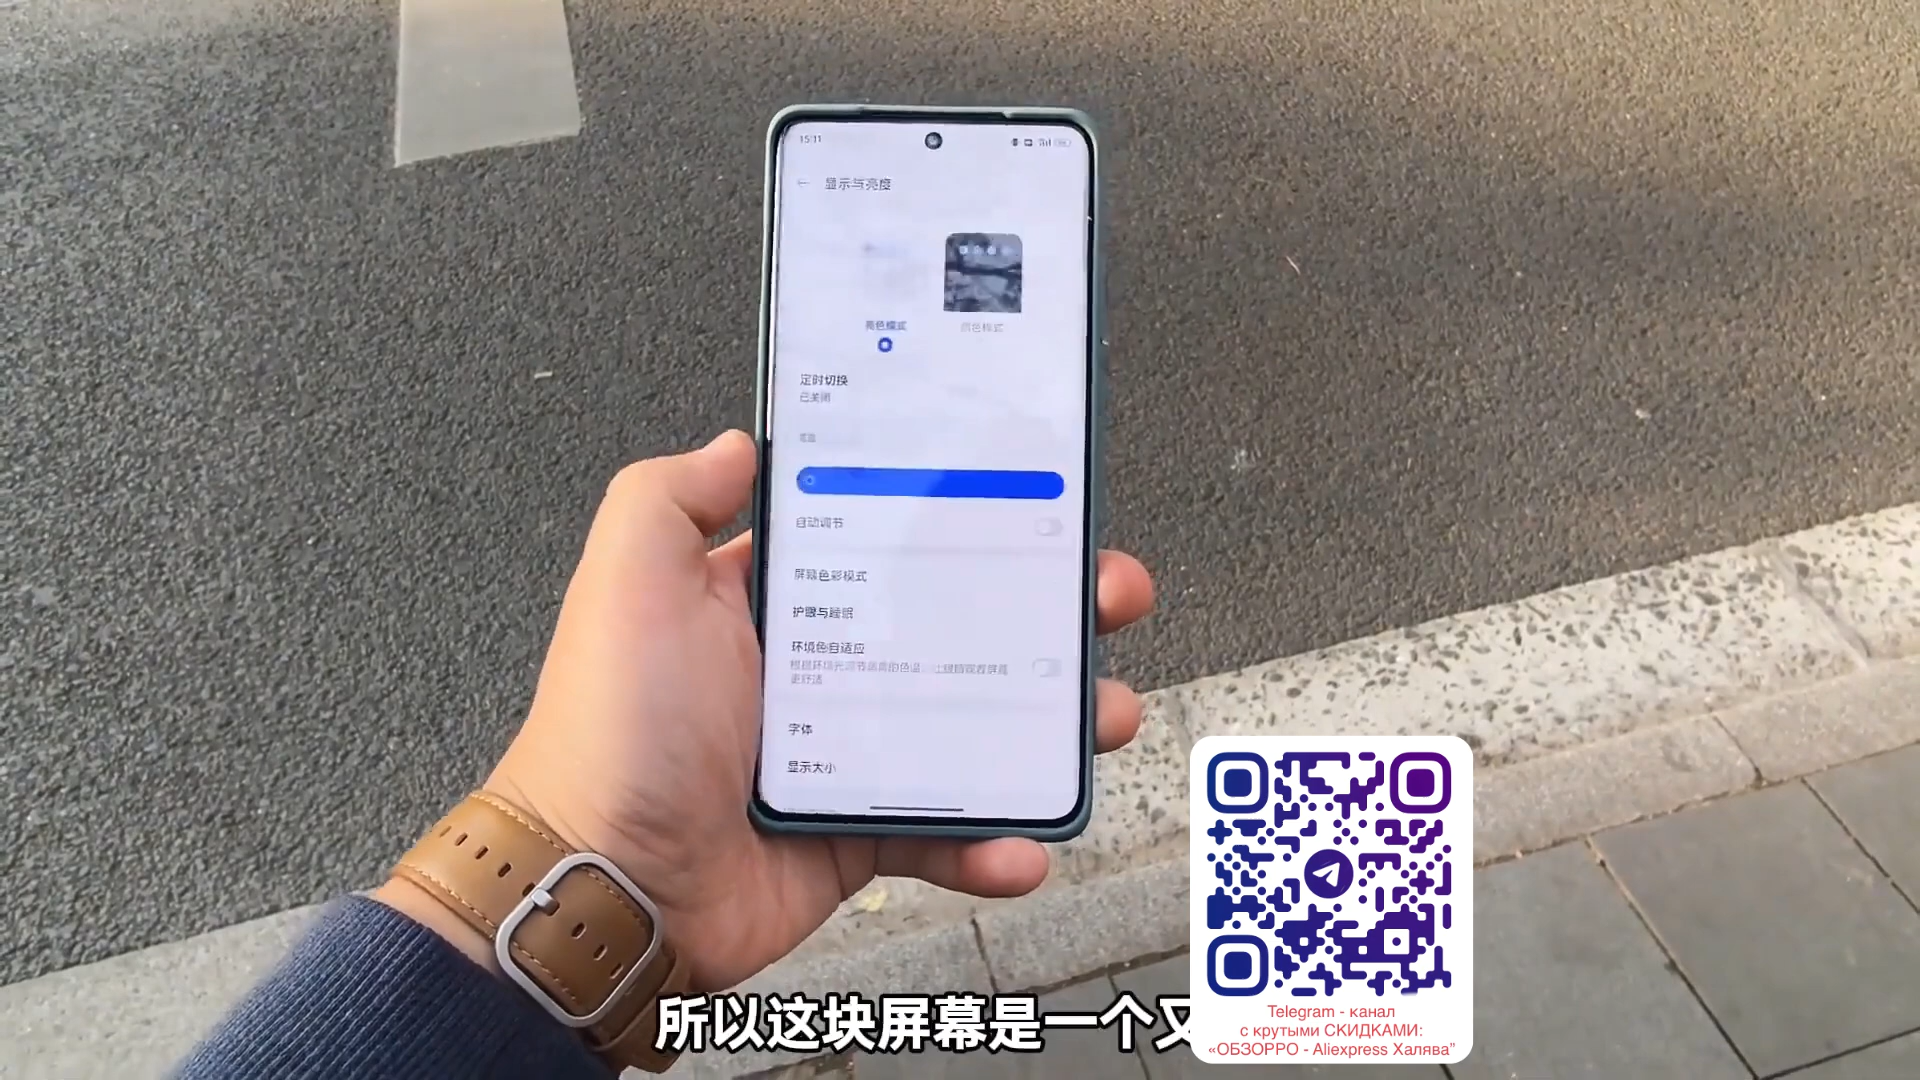 15:11
显示与亮度
亮色模式
暗色模式
定时切换
已关闭
亮度
自动调节
屏幕色彩模式
护眼与睡眠
环境色自适应
更舒适
字体
显示大小
所以这块屏幕是一个又
Telegram - канал
с крутыми СКИДКАМИ:
«ОБЗОРРО - Aliexpress Халява”